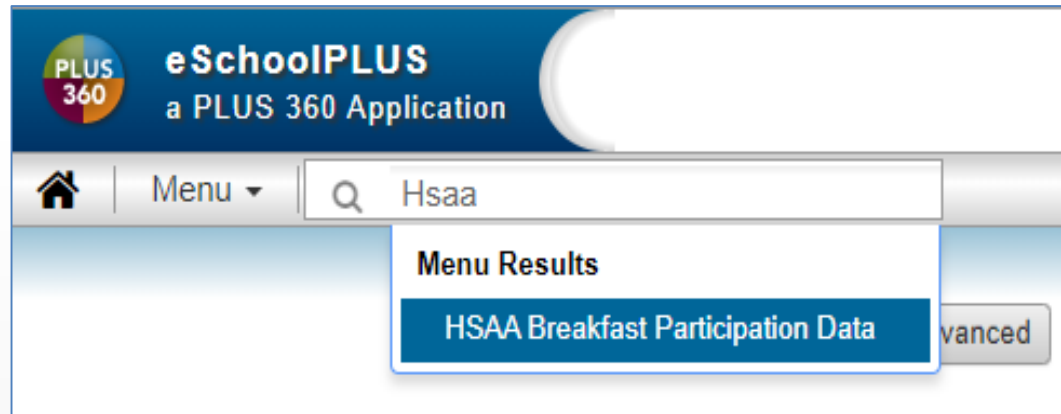 PLUS
360
eSchoolPLUS
a PLUS 360 Application
Menu
Hsaa
Menu Results
HSAA Breakfast Participation Data
vanced